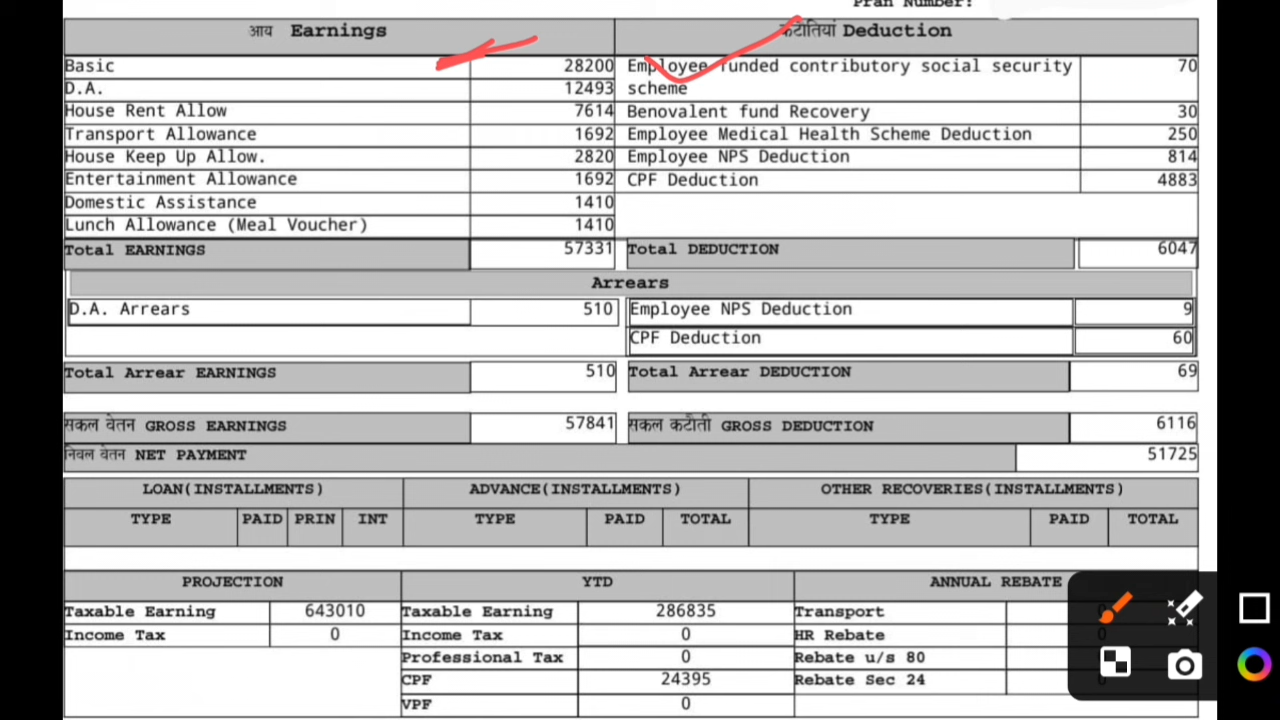 Pran Number:
आय Earnings
कटौतियां Deduction
Basic 28200 Employee funded contributory social security 70
D.A. 12493 scheme
House Rent Allow 7614 Benovalent fund Recovery 30
Transport Allowance 1692 Employee Medical Health Scheme Deduction 250
House Keep Up Allow. 2820 Employee NPS Deduction 814
Entertainment Allowance 1692 CPF Deduction 4883
Domestic Assistance 1410
Lunch Allowance (Meal Voucher) 1410
Total EARNINGS 57331 Total DEDUCTION 6047
Arrears
D.A. Arrears 510 Employee NPS Deduction 9
CPF Deduction 60
Total Arrear EARNINGS 510 Total Arrear DEDUCTION 69
सकल वेतन GROSS EARNINGS 57841 सकल कटौती GROSS DEDUCTION 6116
निवल वेतन NET PAYMENT 51725
LOAN(INSTALLMENTS) ADVANCE(INSTALLMENTS) OTHER RECOVERIES(INSTALLMENTS)
TYPE PAID PRIN INT TYPE PAID TOTAL TYPE PAID TOTAL
PROJECTION YTD ANNUAL REBATE
Taxable Earning 643010 Taxable Earning 286835 Transport 0
Income Tax 0 Income Tax 0 HR Rebate 0
Professional Tax 0 Rebate u/s 80
CPF 24395 Rebate Sec 24 0
VPF 0